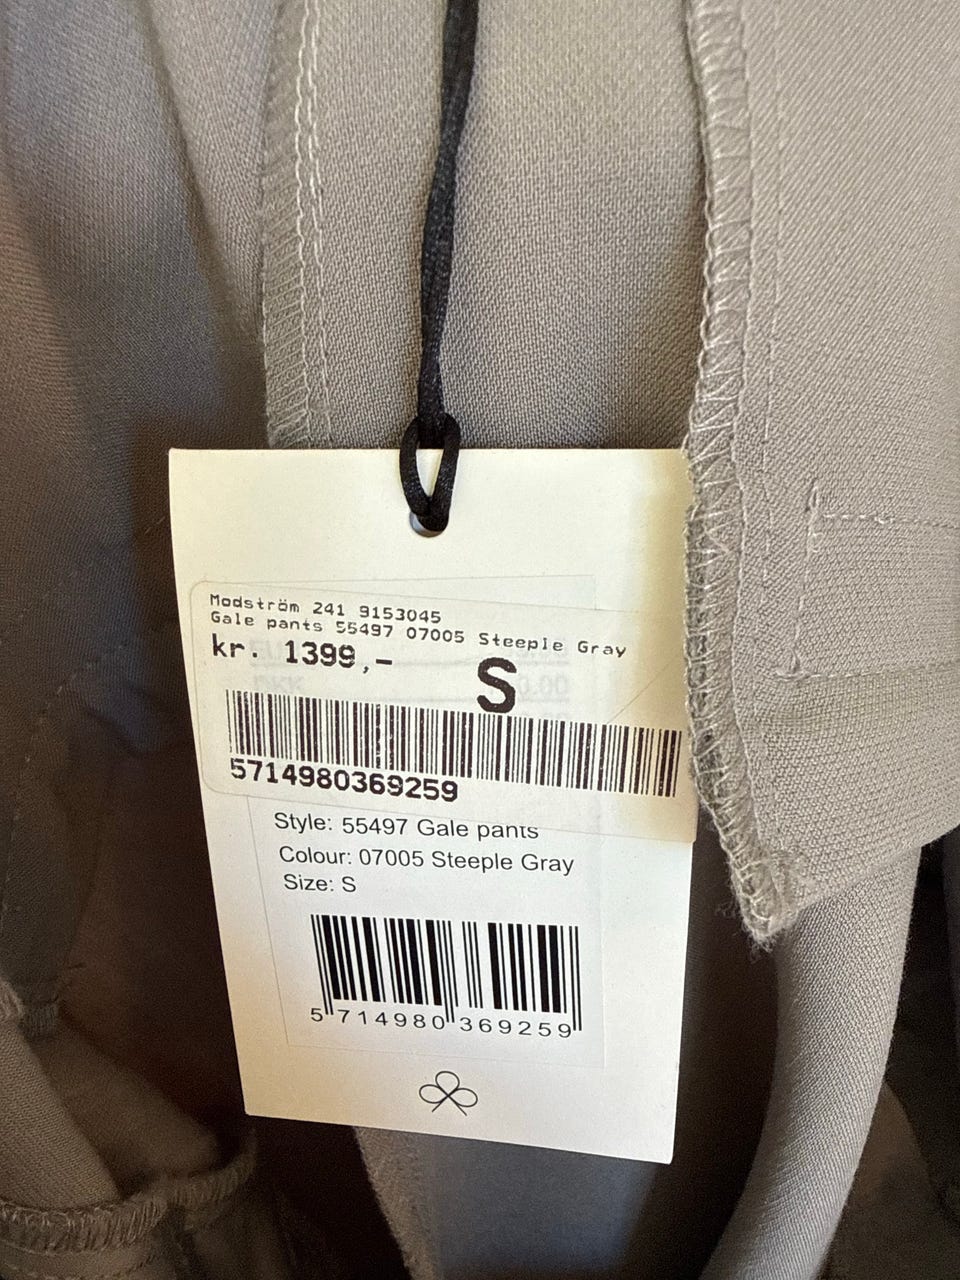 Modström 241 9153045
Gale pants 55497 07005 Steeple Gray
kr. 1399,-
S
5714980369259
Style: 55497 Gale pants
Colour: 07005 Steeple Gray
Size: S
5 714980 369259